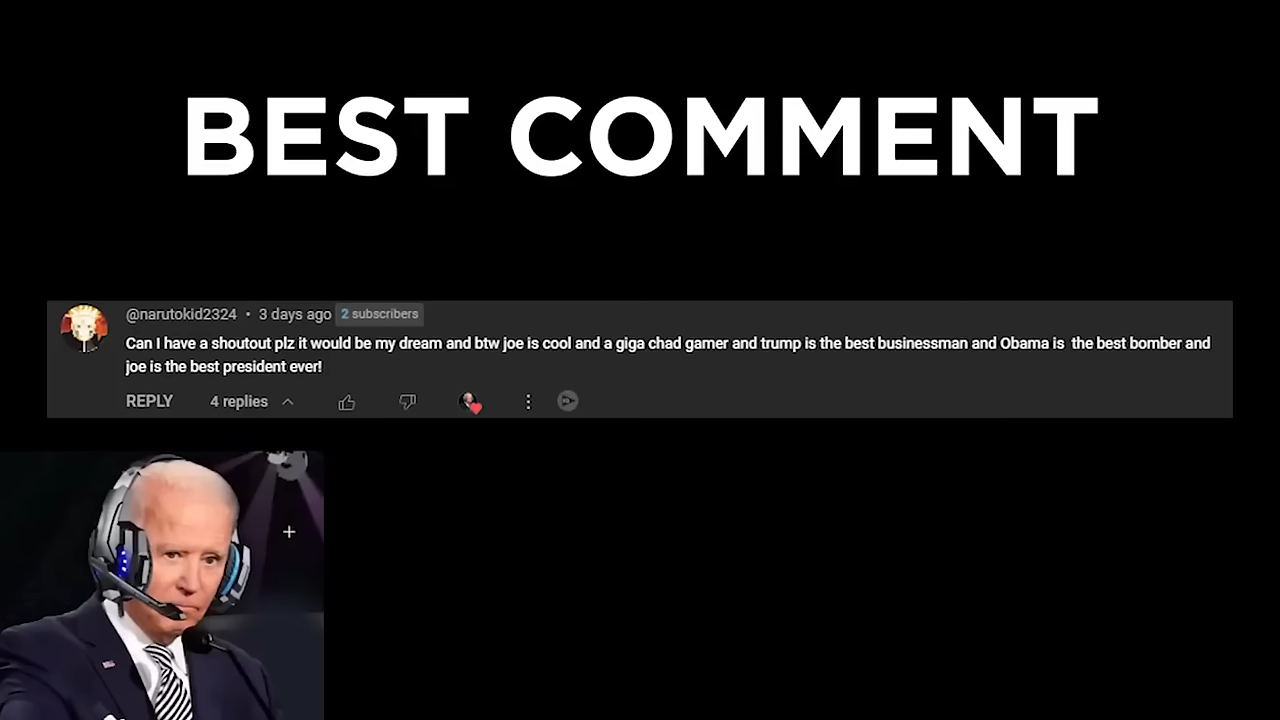 BEST COMMENT
@narutokid2324 • 3 days ago 2 subscribers
Can I have a shoutout plz it would be my dream and btw joe is cool and a giga chad gamer and trump is the best businessman and Obama is  the best bomber and
joe is the best president ever!
REPLY 4 replies